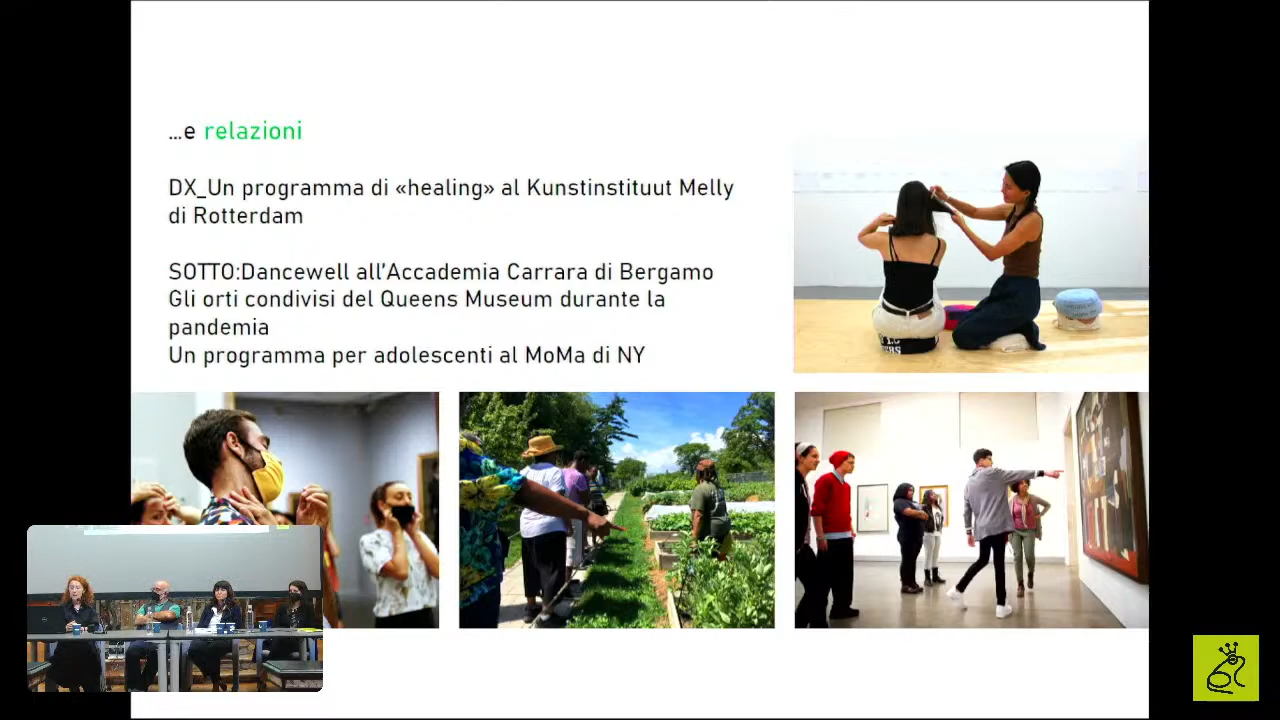 ...e relazioni
DX_Un programma di «healing» al Kunstinstituut Melly
di Rotterdam
SOTTO:Dancewell all'Accademia Carrara di Bergamo
Gli orti condivisi del Queens Museum durante la
pandemia
Un programma per adolescenti al MoMa di NY